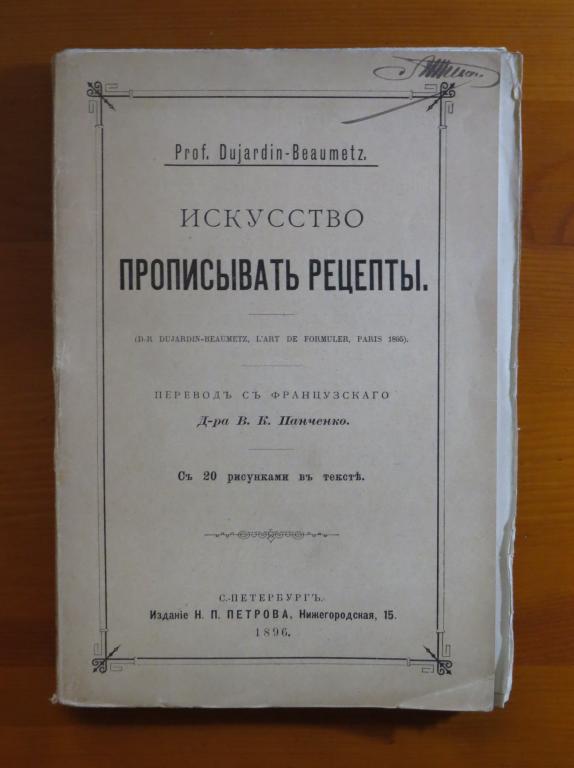 Prof. Dujardin-Beaumetz.
ИСКУССТВО
ПРОПИСЫВАТЬ РЕЦЕПТЫ.
(D-R DUJARDIN-BEAUMETZ, L'ART DE FORMULER, PARIS 1895).
ПЕРЕВОДЪ СЪ ФРАНЦУЗСКАГО
Д-ра В. К. Панченко.
Съ 20 рисунками въ текстѣ.
С.-ПЕТЕРБУРГЪ.
Изданіе Н. П. ПЕТРОВА, Нижегородская, 15.
1896.